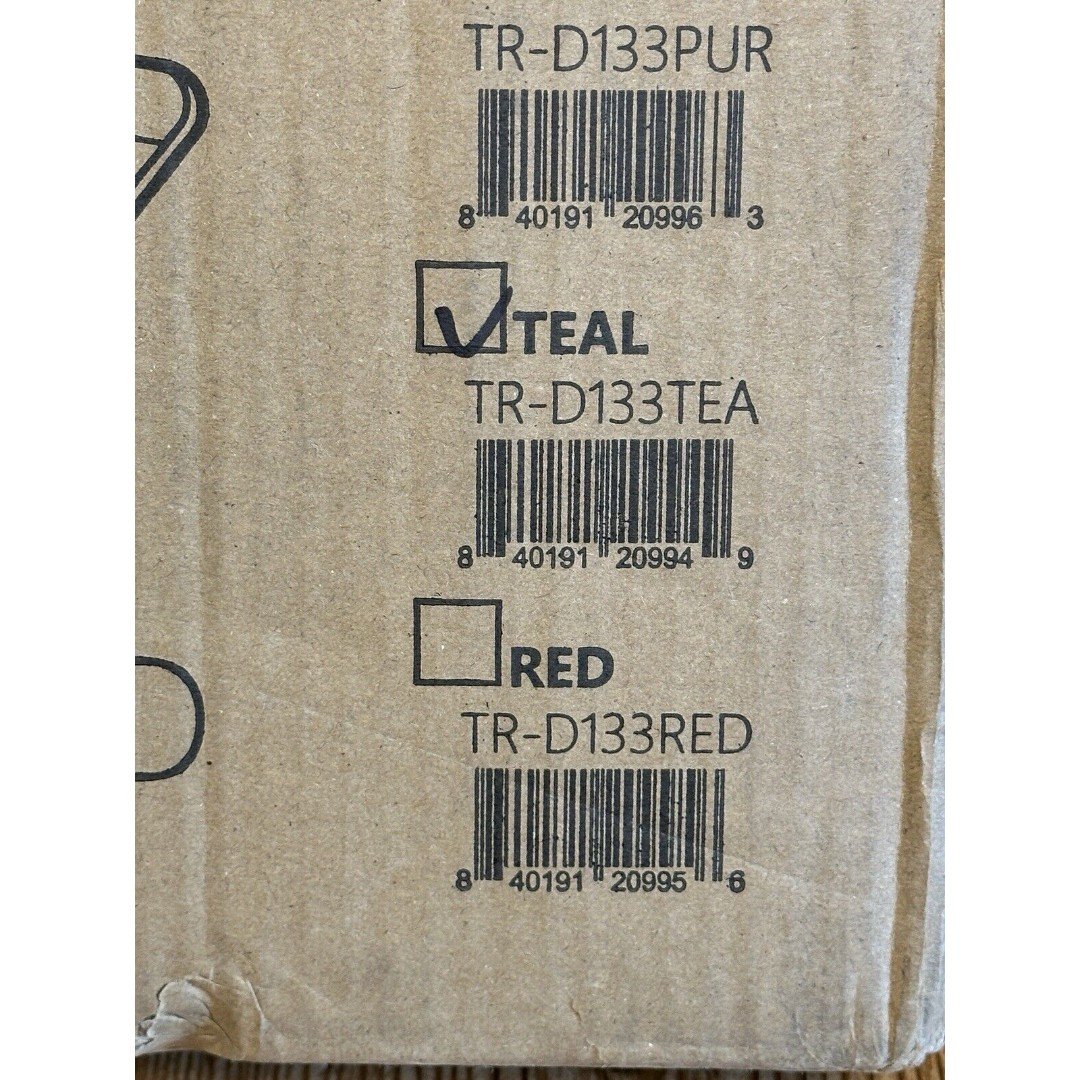 TR-D133PUR
8 40191 20996 3
TEAL
TR-D133TEA
8 40191 20994 9
RED
TR-D133RED
8 40191 20995 6